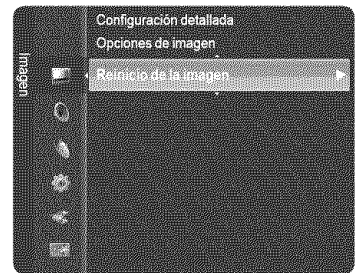 Imagen
Configuración detallada
Opciones de imagen
Reinicio de la imagen